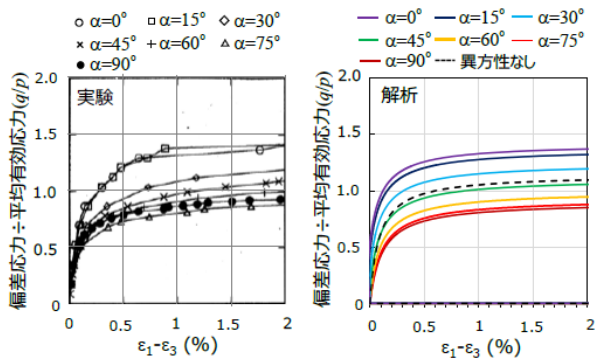 α=0° α=15° α=30°
α=45° α=60° α=75°
α=90°
偏差応力÷平均有効応力(q/p)
2.0
1.5
1.0
0.5
0
実験
0 0.5 1 1.5 2
ε1-ε3 (%)
α=0° α=15° α=30°
α=45° α=60° α=75°
α=90° 異方性なし
偏差応力÷平均有効応力(q/p)
2.0
1.5
1.0
0.5
0
解析
0 0.5 1 1.5 2
ε1-ε3 (%)